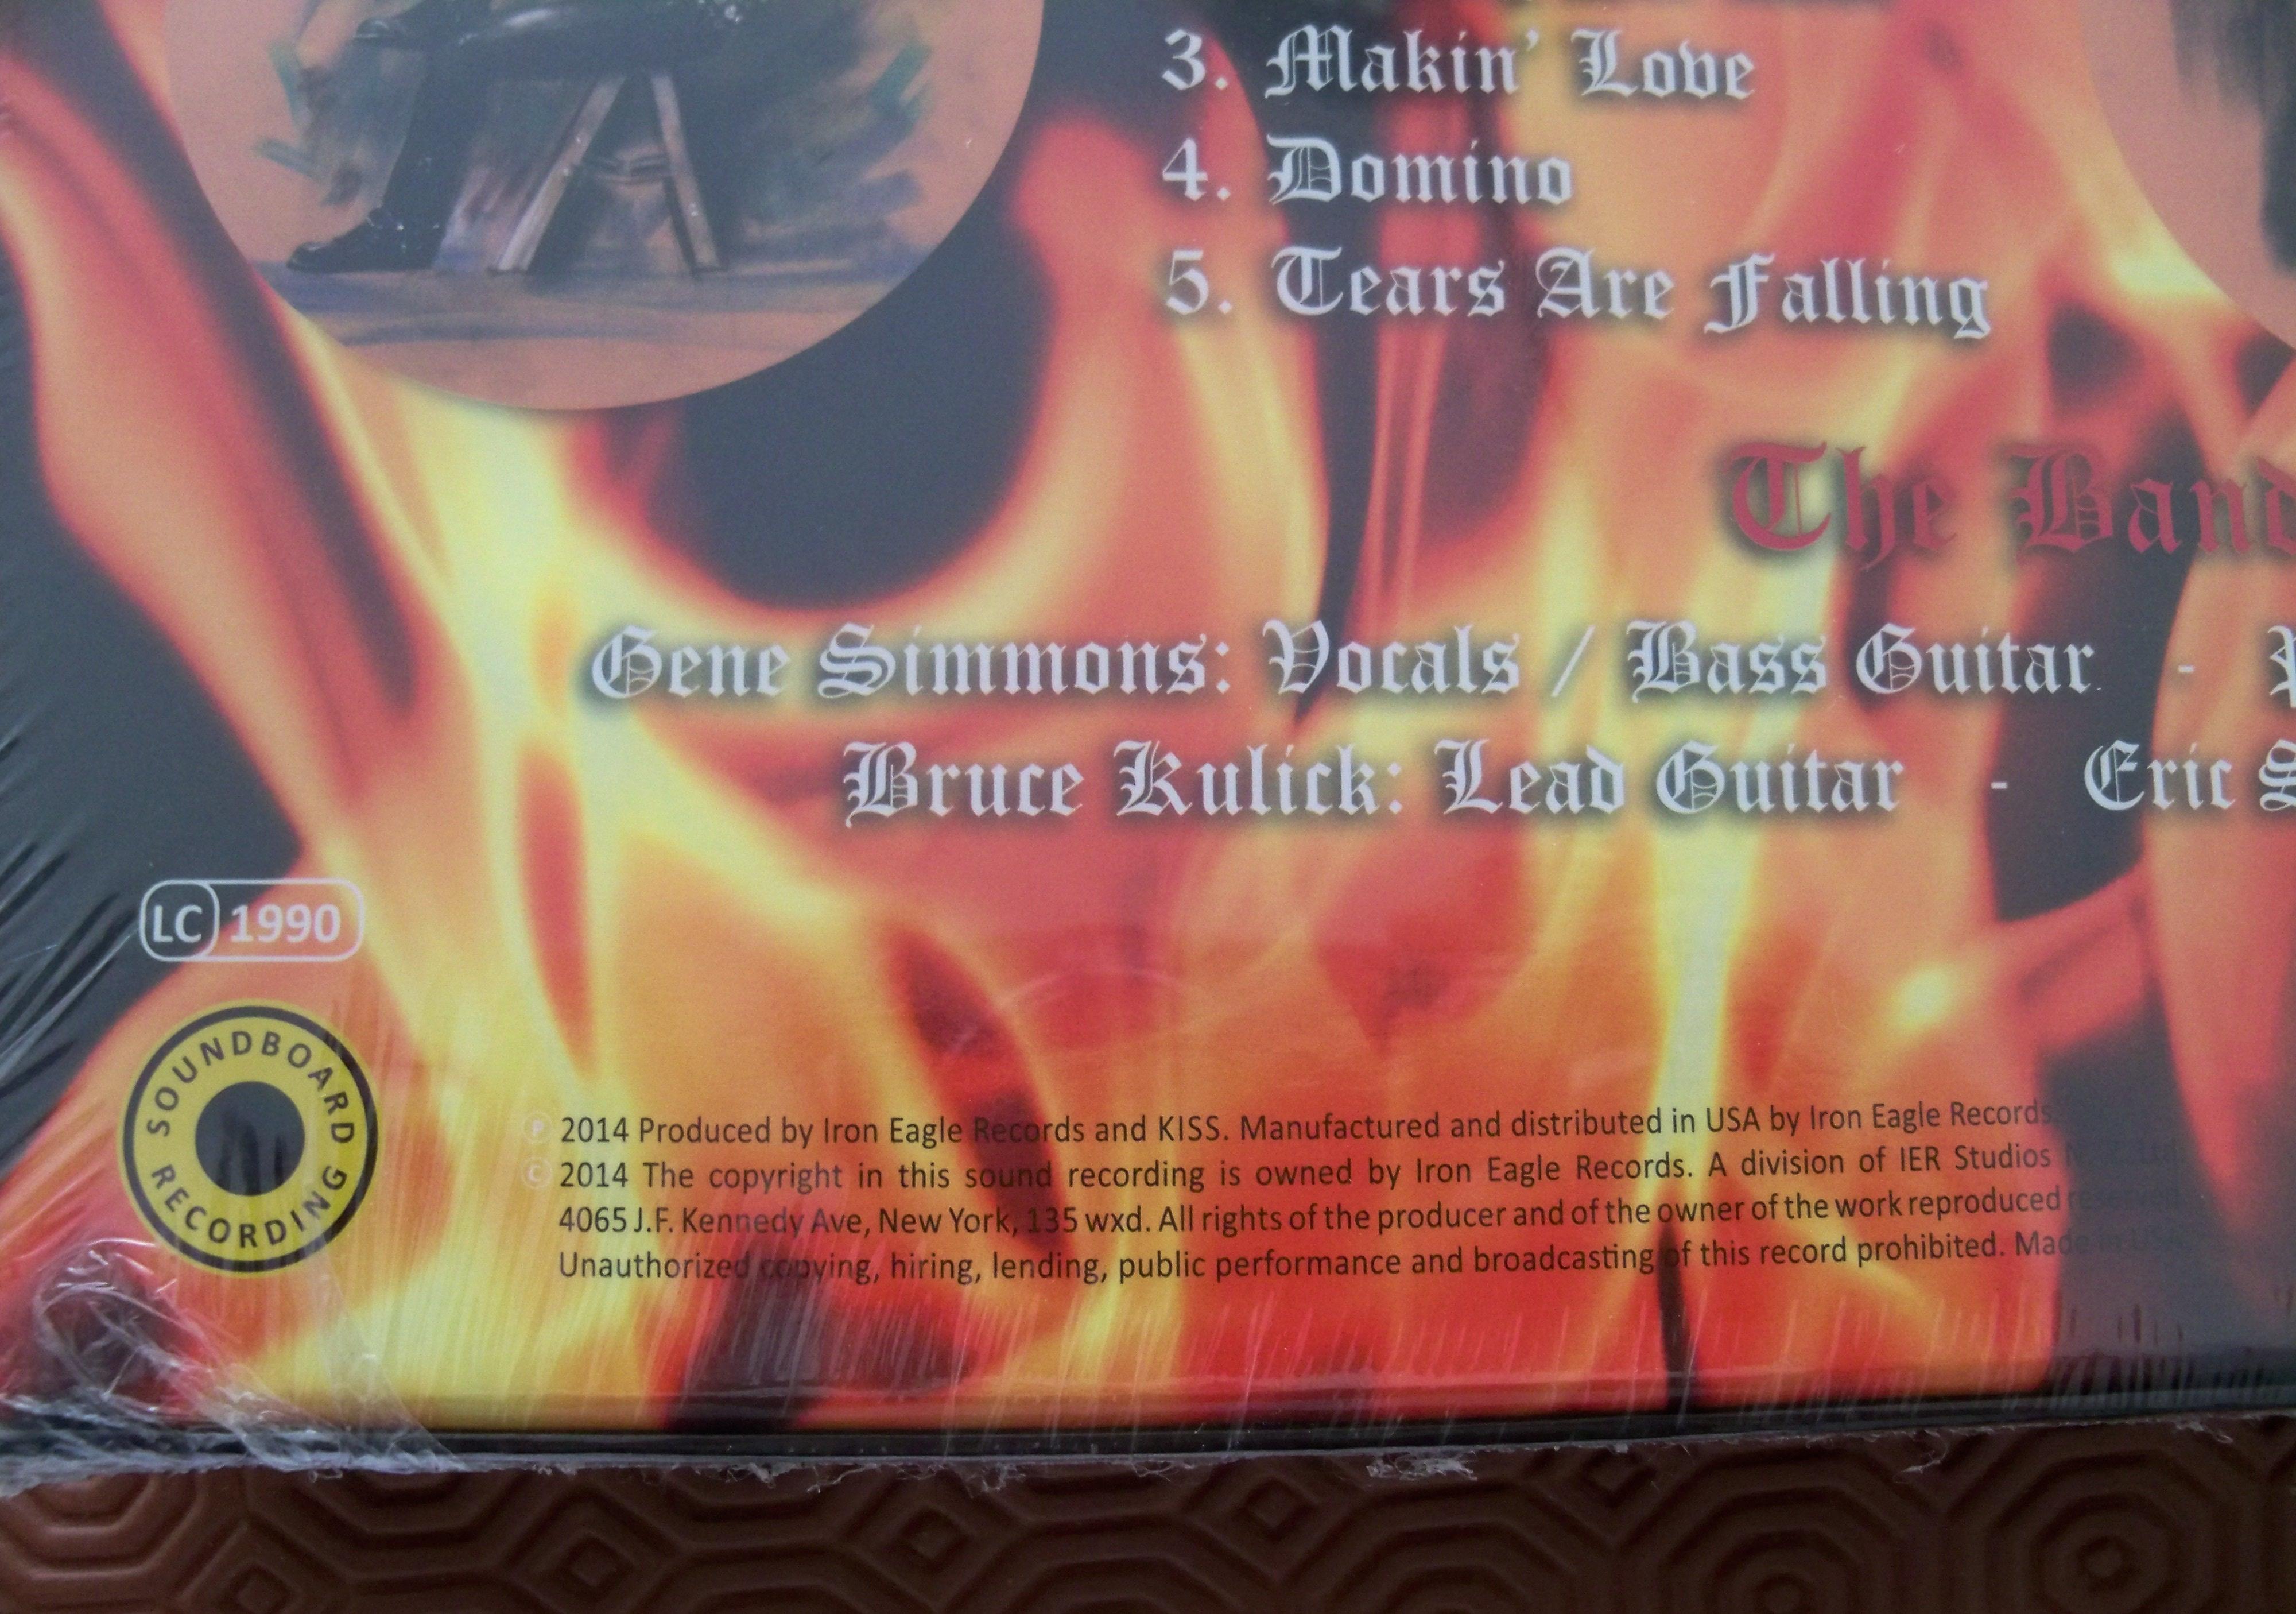 3. Makin' Love
4. Domino
5. Tears Are Falling
The Band
Gene Simmons: Vocals / Bass Guitar -
Bruce Kulick: Lead Guitar - Eric
LC 1990
SOUNDBOARD RECORDING
℗ 2014 Produced by Iron Eagle Records and KISS. Manufactured and distributed in USA by Iron Eagle Records.
© 2014 The copyright in this sound recording is owned by Iron Eagle Records. A division of IER Studios
4065 J.F. Kennedy Ave, New York, 135 wxd. All rights of the producer and of the owner of the work reproduced reserved.
Unauthorized copying, hiring, lending, public performance and broadcasting of this record prohibited. Made in USA